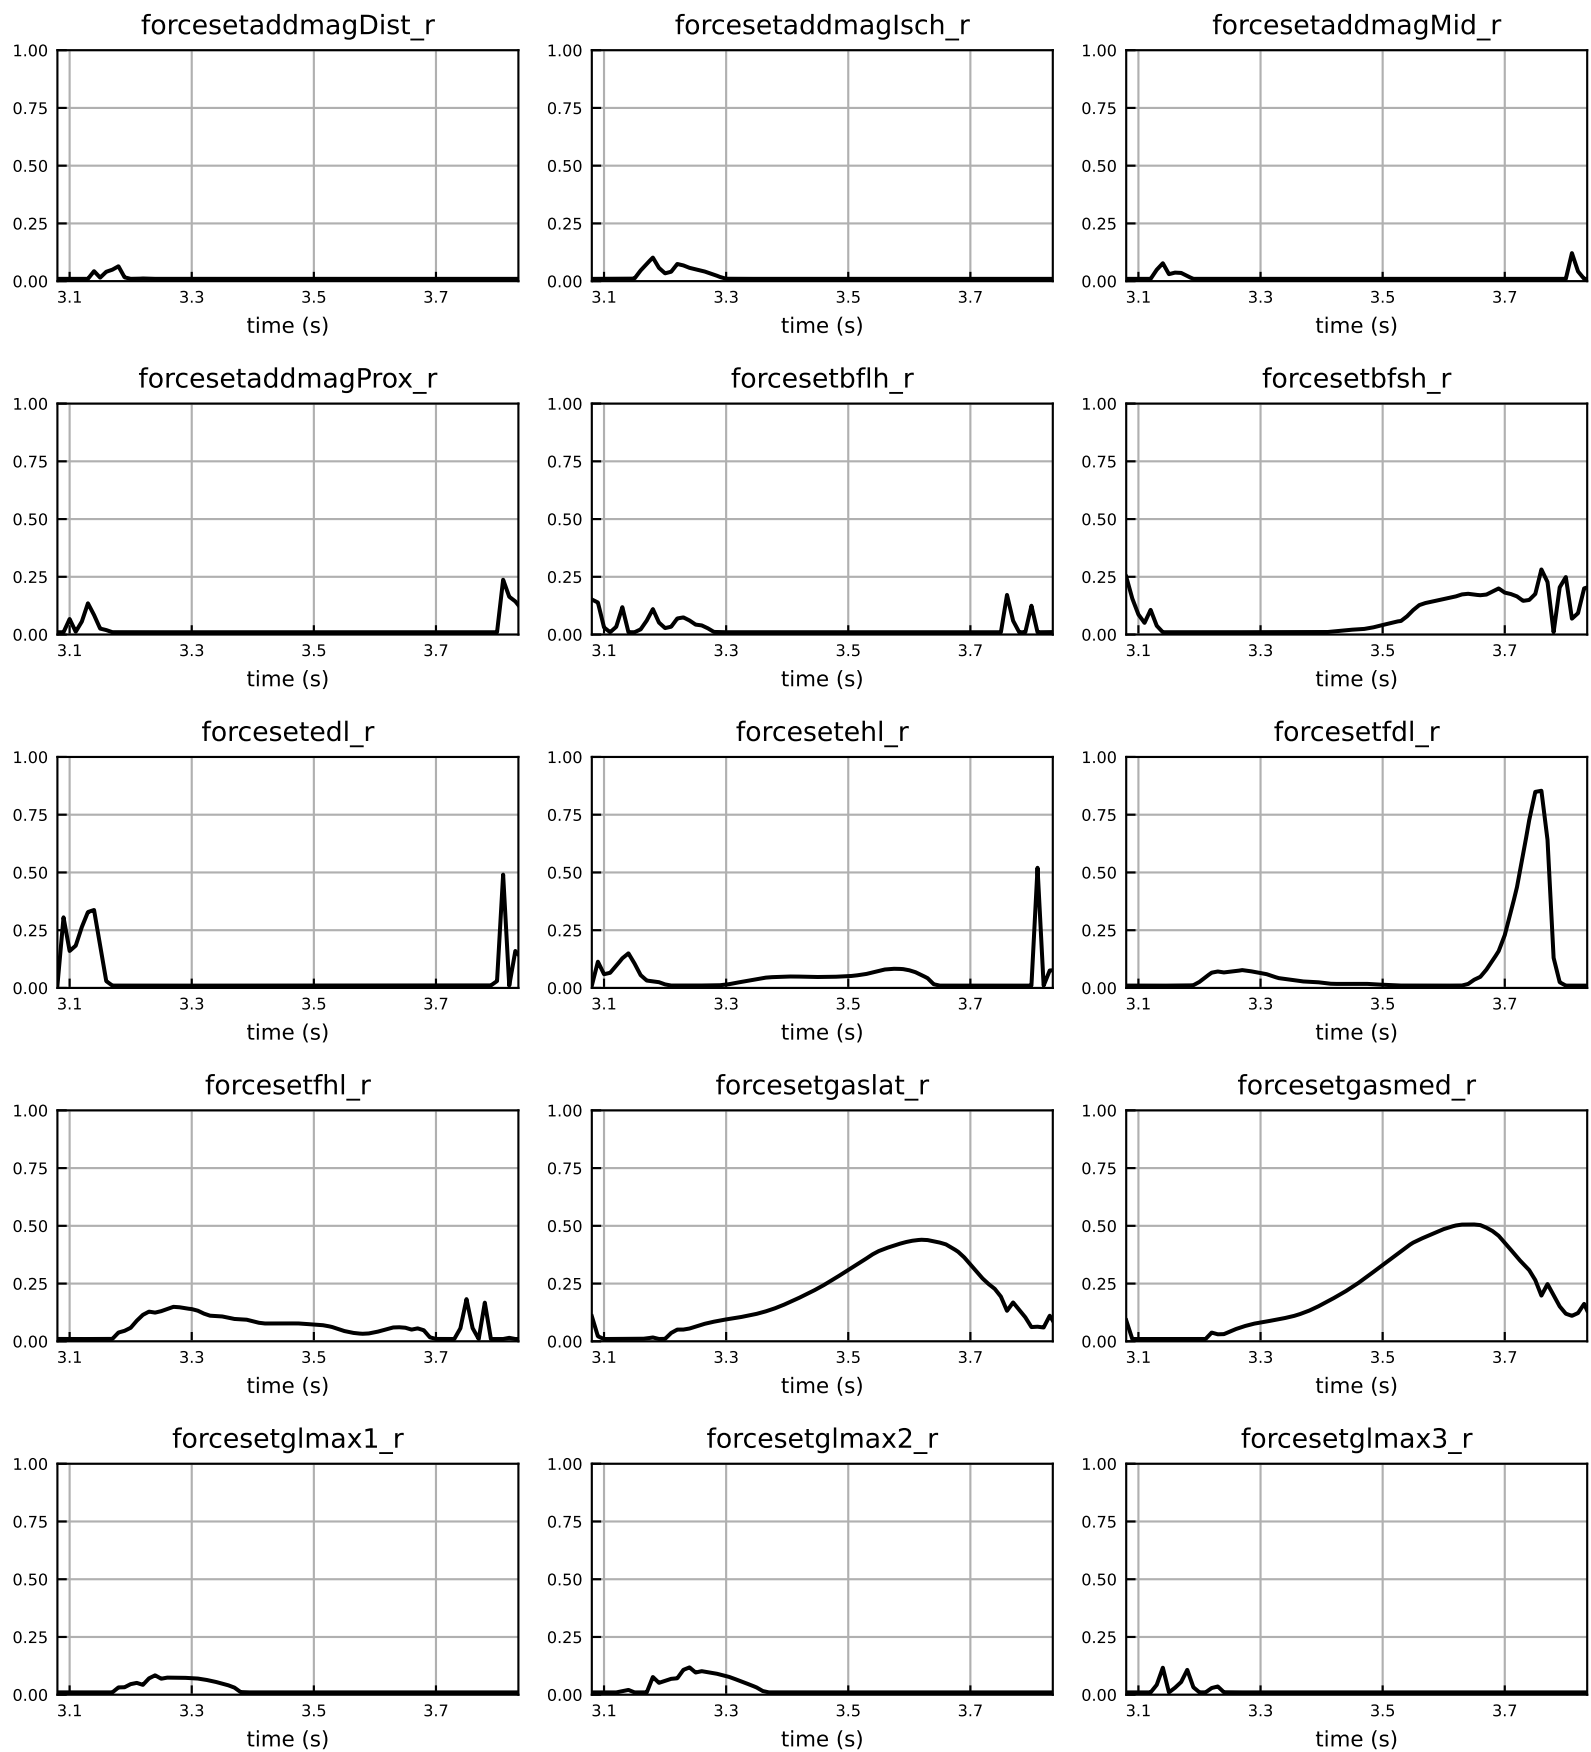 forcesetaddmagDist_r forcesetaddmagIsch_r forcesetaddmagMid_r
1.00 1.00 1.00
0.75 0.75 0.75
0.50 0.50 0.50
0.25 0.25 0.25
0.00 0.00 0.00
3.1 3.3 3.5 3.7 3.1 3.3 3.5 3.7 3.1 3.3 3.5 3.7
time (s) time (s) time (s)
forcesetaddmagProx_r forcesetbflh_r forcesetbfsh_r
1.00 1.00 1.00
0.75 0.75 0.75
0.50 0.50 0.50
0.25 0.25 0.25
0.00 0.00 0.00
3.1 3.3 3.5 3.7 3.1 3.3 3.5 3.7 3.1 3.3 3.5 3.7
time (s) time (s) time (s)
forcesetedl_r forcesetehl_r forcesetfdl_r
1.00 1.00 1.00
0.75 0.75 0.75
0.50 0.50 0.50
0.25 0.25 0.25
0.00 0.00 0.00
3.1 3.3 3.5 3.7 3.1 3.3 3.5 3.7 3.1 3.3 3.5 3.7
time (s) time (s) time (s)
forcesetfhl_r forcesetgaslat_r forcesetgasmed_r
1.00 1.00 1.00
0.75 0.75 0.75
0.50 0.50 0.50
0.25 0.25 0.25
0.00 0.00 0.00
3.1 3.3 3.5 3.7 3.1 3.3 3.5 3.7 3.1 3.3 3.5 3.7
time (s) time (s) time (s)
forcesetglmax1_r forcesetglmax2_r forcesetglmax3_r
1.00 1.00 1.00
0.75 0.75 0.75
0.50 0.50 0.50
0.25 0.25 0.25
0.00 0.00 0.00
3.1 3.3 3.5 3.7 3.1 3.3 3.5 3.7 3.1 3.3 3.5 3.7
time (s) time (s) time (s)